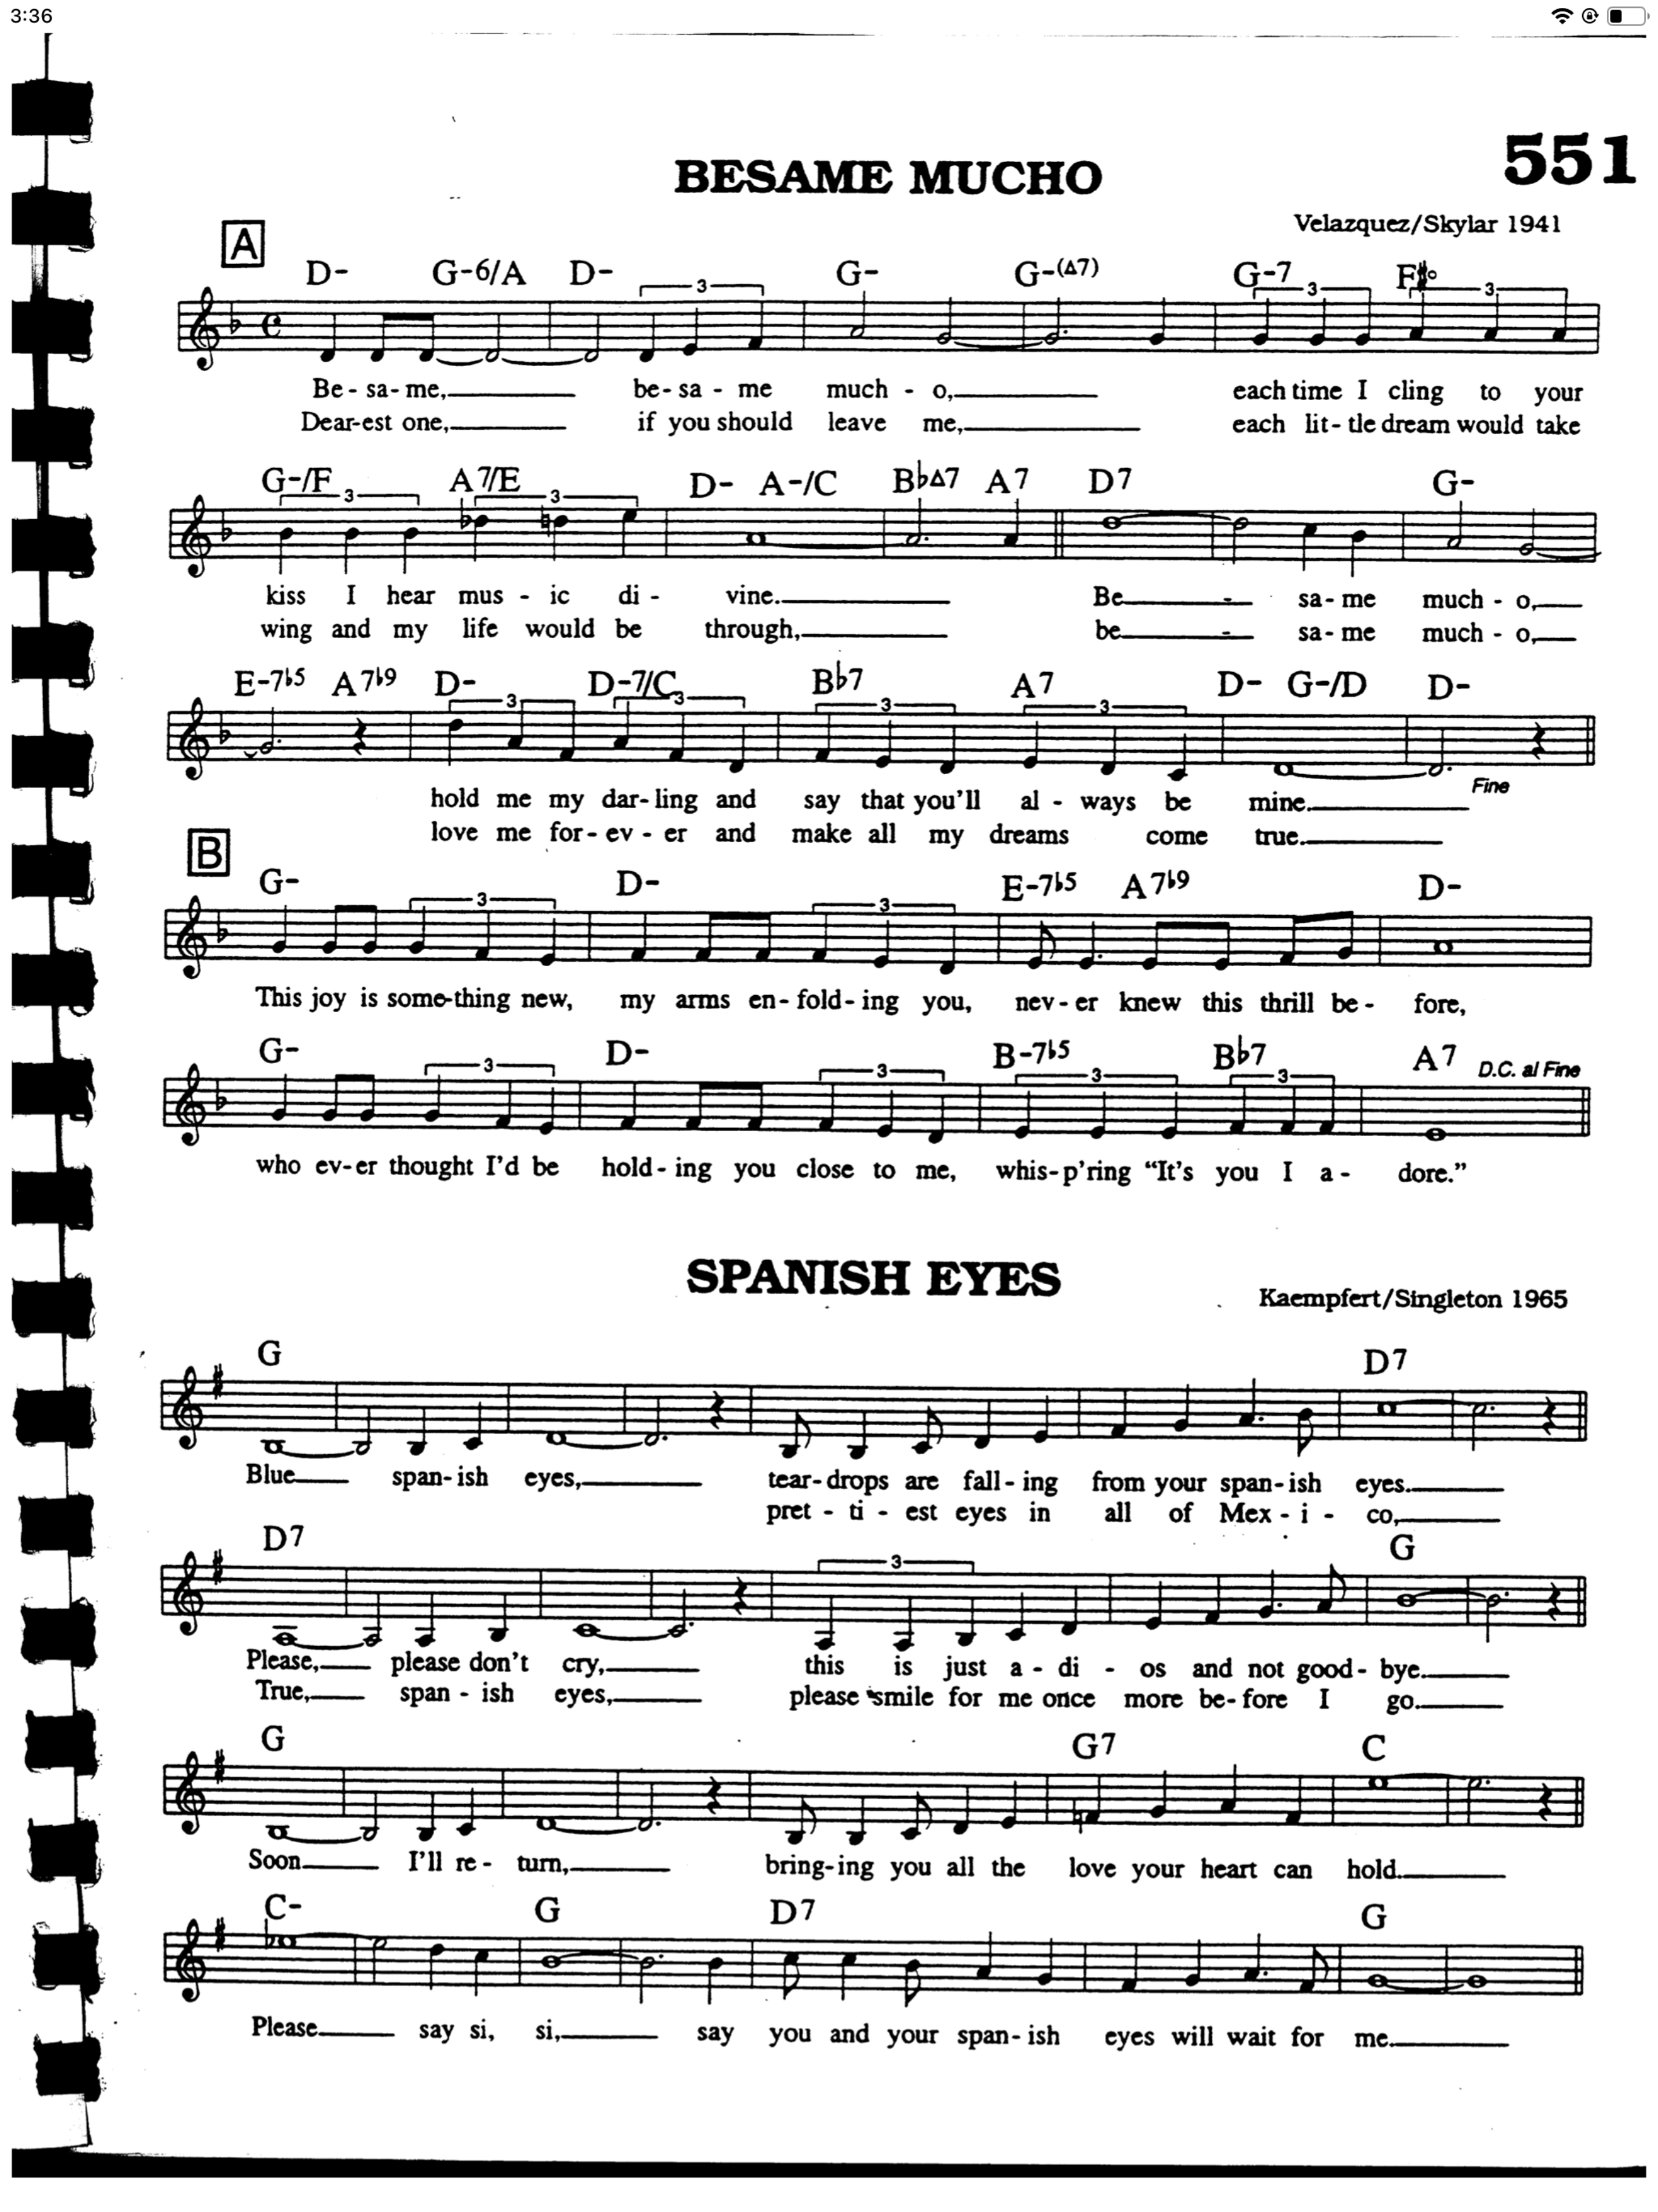 3:36
551
BESAME MUCHO
Velazquez/Skylar 1941
A
D- G-6/A D- G- G-(Δ7) G-7 F#o
3 3 3
Be - sa - me, be - sa - me much - o, each time I cling to your
Dear-est one, if you should leave me, each lit - tle dream would take
G-/F A7/E D- A-/C B♭Δ7 A7 D7 G-
3 3
kiss I hear mus - ic di - vine. Be - sa - me much - o,
wing and my life would be through, be - sa - me much - o,
E-7♭5 A7♭9 D- D-7/C B♭7 A7 D- G-/D D-
3 3 3 3
Fine
hold me my dar - ling and say that you'll al - ways be mine.
love me for - ev - er and make all my dreams come true.
B
G- D- E-7♭5 A7♭9 D-
3 3
This joy is some-thing new, my arms en - fold - ing you, nev - er knew this thrill be - fore,
G- D- B-7♭5 B♭7 A7 D.C. al Fine
3 3 3 3
who ev - er thought I'd be hold - ing you close to me, whis - p'ring "It's you I a - dore."
SPANISH EYES
Kaempfert/Singleton 1965
G D7
Blue span - ish eyes, tear - drops are fall - ing from your span - ish eyes.
pret - ti - est eyes in all of Mex - i - co,
D7 G
3
Please, please don't cry, this is just a - di - os and not good - bye.
True, span - ish eyes, please smile for me once more be - fore I go.
G G7 C
Soon I'll re - turn, bring - ing you all the love your heart can hold.
C- G D7 G
Please say si, si, say you and your span - ish eyes will wait for me.